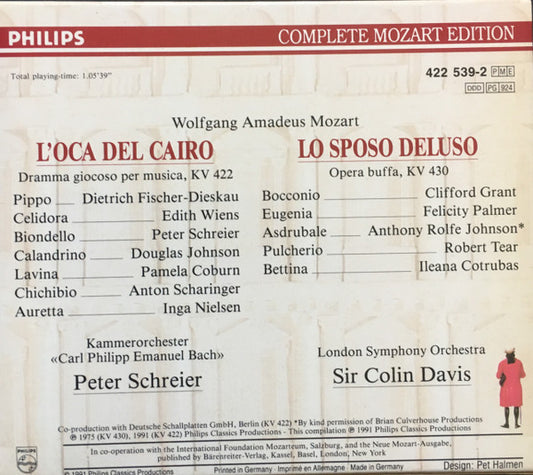 PHILIPS
COMPLETE MOZART EDITION
Total playing-time: 1.05'39"
422 539-2 PME
DDD PG 924
Wolfgang Amadeus Mozart
L'OCA DEL CAIRO
Dramma giocoso per musica, KV 422
Pippo Dietrich Fischer-Dieskau
Celidora Edith Wiens
Biondello Peter Schreier
Calandrino Douglas Johnson
Lavina Pamela Coburn
Chichibio Anton Scharinger
Auretta Inga Nielsen
Kammerorchester
«Carl Philipp Emanuel Bach»
Peter Schreier
LO SPOSO DELUSO
Opera buffa, KV 430
Bocconio Clifford Grant
Eugenia Felicity Palmer
Asdrubale Anthony Rolfe Johnson*
Pulcherio Robert Tear
Bettina Ileana Cotrubas
London Symphony Orchestra
Sir Colin Davis
Co-production with Deutsche Schallplatten GmbH, Berlin (KV 422) *By kind permission of Brian Culverhouse Productions
℗ 1975 (KV 430), 1991 (KV 422) Philips Classics Productions - This compilation ℗ 1991 Philips Classics Productions
PHILIPS
In co-operation with the International Foundation Mozarteum, Salzburg, and the Neue Mozart-Ausgabe,
published by Bärenreiter-Verlag, Kassel, Basel, London, New York
© 1991 Philips Classics Productions
Printed in Germany · Imprimé en Allemagne · Made in Germany
Design: Pet Halmen